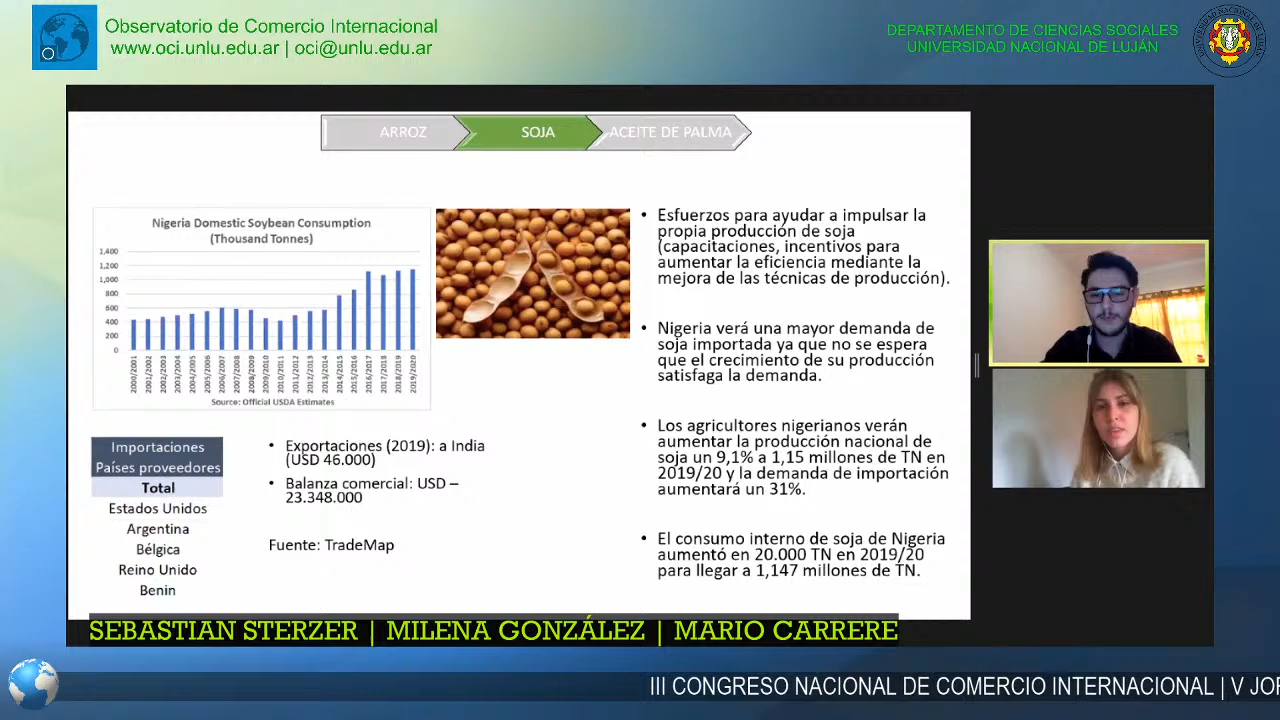 Observatorio de Comercio Internacional
www.oci.unlu.edu.ar | oci@unlu.edu.ar
DEPARTAMENTO DE CIENCIAS SOCIALES
UNIVERSIDAD NACIONAL DE LUJÁN
ARROZ
SOJA
ACEITE DE PALMA
Nigeria Domestic Soybean Consumption
(Thousand Tonnes)
1,400
1,200
1,000
800
600
400
200
0
2000/2001
2001/2002
2002/2003
2003/2004
2004/2005
2005/2006
2006/2007
2007/2008
2008/2009
2009/2010
2010/2011
2011/2012
2012/2013
2013/2014
2014/2015
2015/2016
2016/2017
2017/2018
2018/2019
2019/2020
Source: Official USDA Estimates
Importaciones
Países proveedores
Total
Estados Unidos
Argentina
Bélgica
Reino Unido
Benin
• Exportaciones (2019): a India
(USD 46.000)
• Balanza comercial: USD –
23.348.000
Fuente: TradeMap
• Esfuerzos para ayudar a impulsar la
propia producción de soja
(capacitaciones, incentivos para
aumentar la eficiencia mediante la
mejora de las técnicas de producción).
• Nigeria verá una mayor demanda de
soja importada ya que no se espera
que el crecimiento de su producción
satisfaga la demanda.
• Los agricultores nigerianos verán
aumentar la producción nacional de
soja un 9,1% a 1,15 millones de TN en
2019/20 y la demanda de importación
aumentará un 31%.
• El consumo interno de soja de Nigeria
aumentó en 20.000 TN en 2019/20
para llegar a 1,147 millones de TN.
SEBASTIAN STERZER | MILENA GONZÁLEZ | MARIO CARRERE
III CONGRESO NACIONAL DE COMERCIO INTERNACIONAL | V JOR